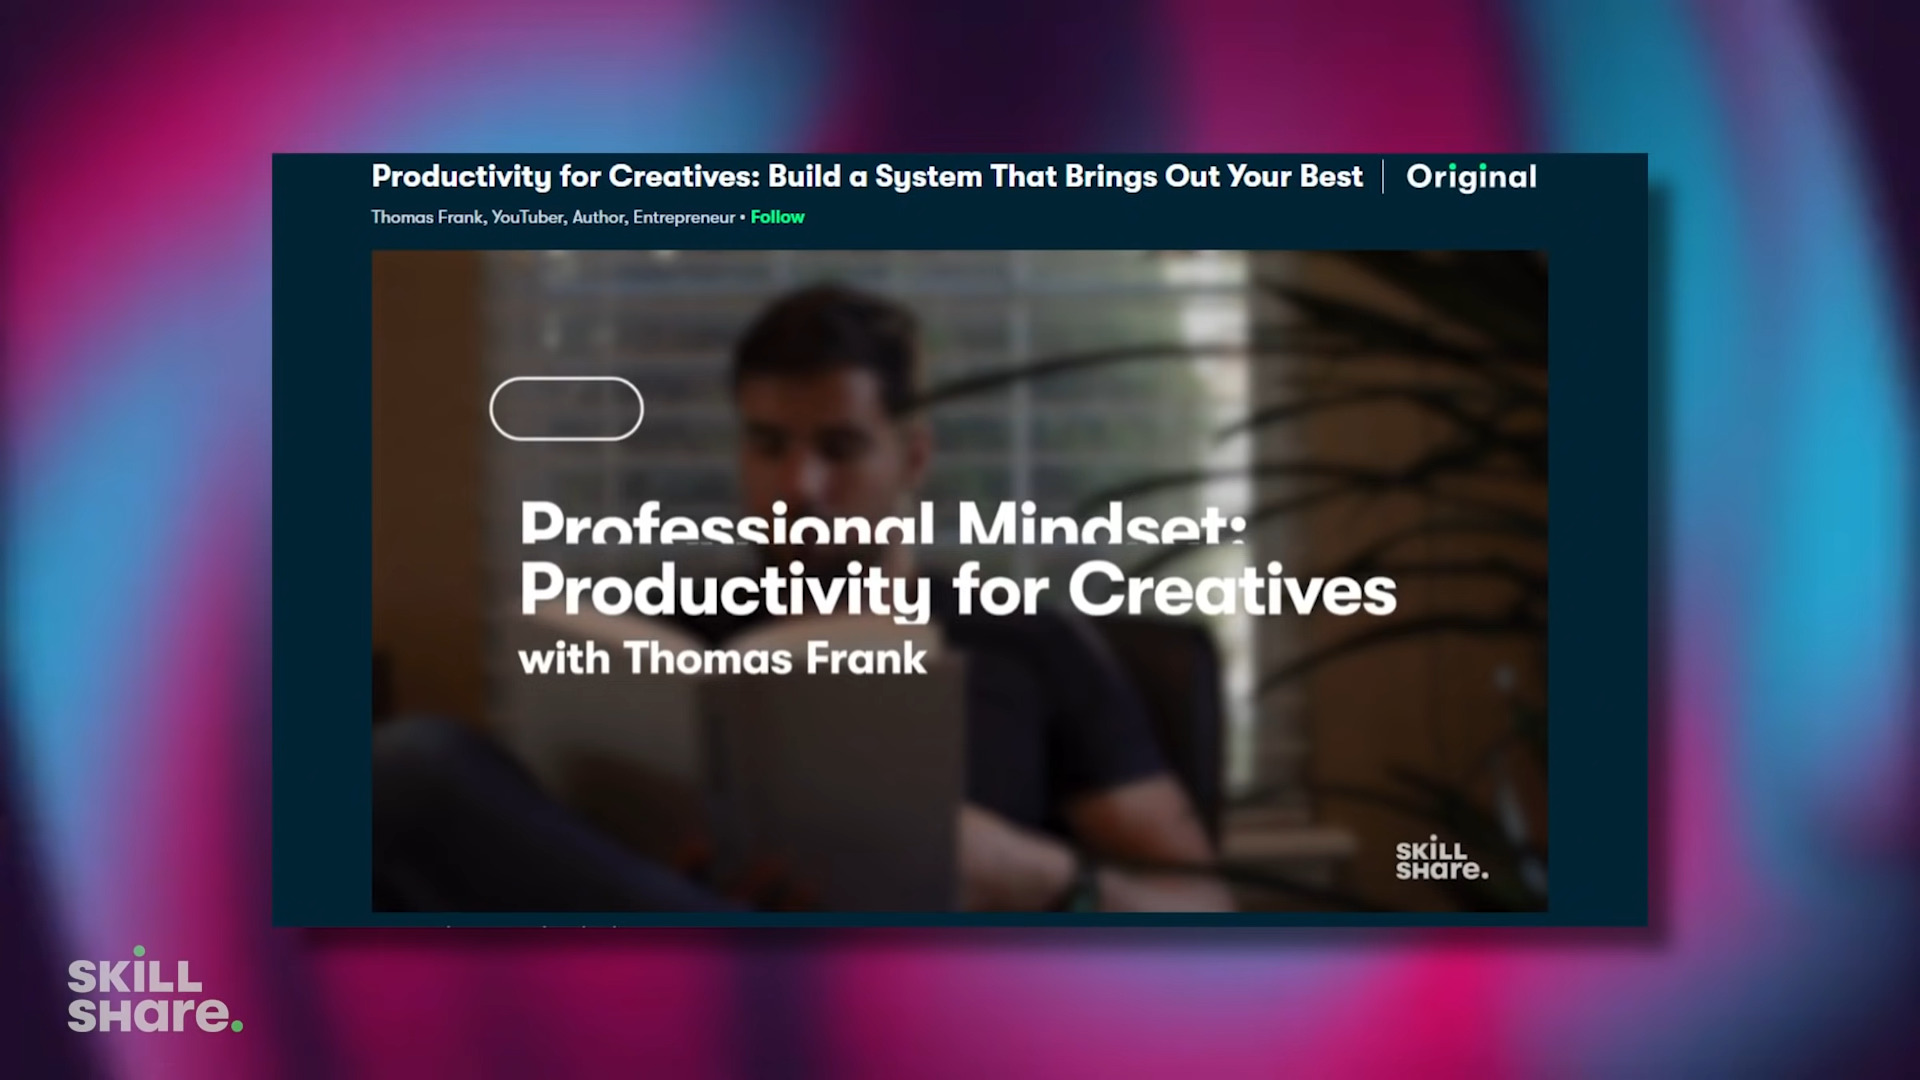 Productivity for Creatives: Build a System That Brings Out Your Best | Original
Thomas Frank, YouTuber, Author, Entrepreneur • Follow
Professional Mindset:
Productivity for Creatives
with Thomas Frank
SKILL
SHare.
SKILL
SHare.